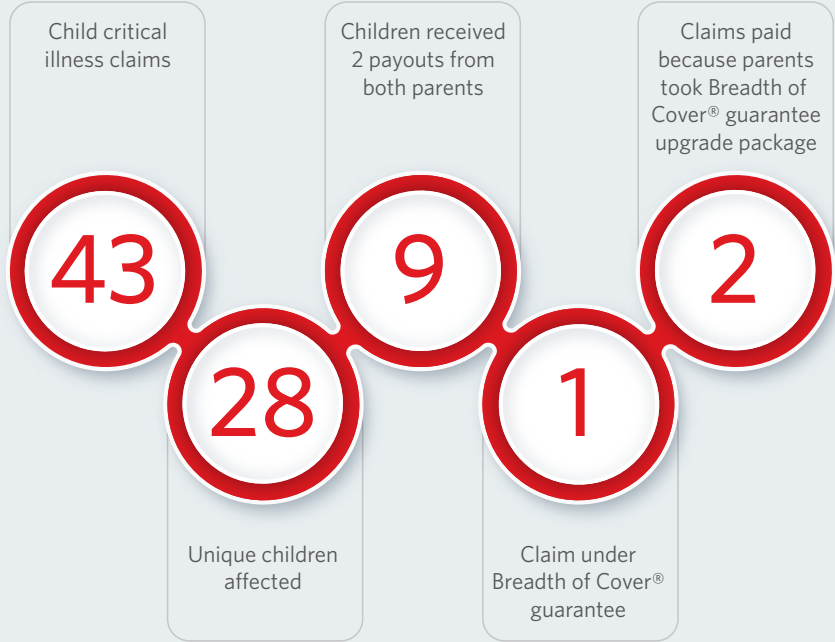 Child critical
illness claims
43
28
Unique children
affected
Children received
2 payouts from
both parents
9
1
Claim under
Breadth of Cover®
guarantee
Claims paid
because parents
took Breadth of
Cover® guarantee
upgrade package
2